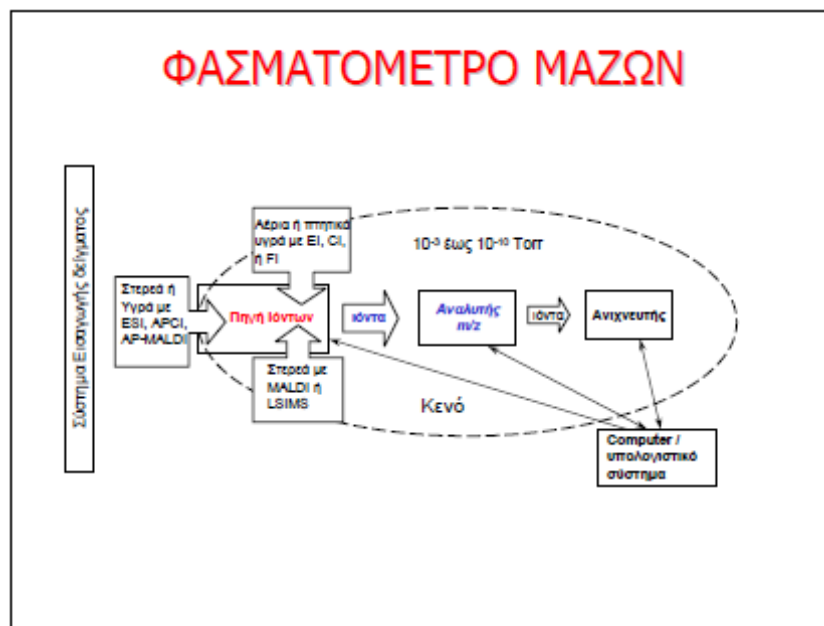 ΦΑΣΜΑΤΟΜΕΤΡΟ ΜΑΖΩΝ
Σύστημα Εισαγωγής δείγματος
Αέρια ή πτητικά
υγρά με EI, CI,
ή FI
10-3 έως 10-10 Τοrr
Στερεά ή
Υγρά με
ESI, APCI,
AP-MALDI
Πηγή Ιόντων
ιόντα
Αναλυτής
m/z
ιόντα
Ανιχνευτής
Στερεά με
MALDI ή
LSIMS
Κενό
Computer /
υπολογιστικό
σύστημα